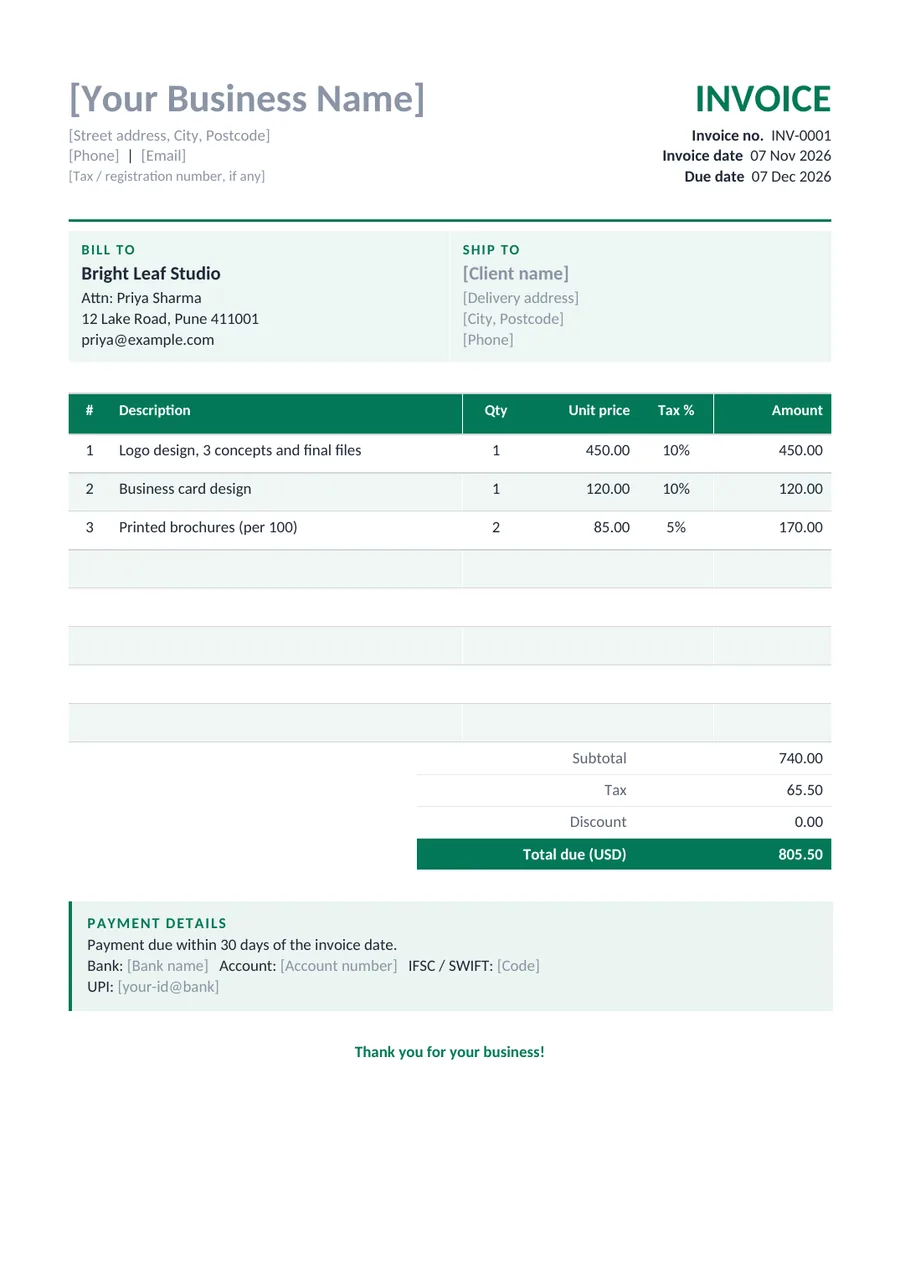 [Your Business Name]
INVOICE
[Street address, City, Postcode]
Invoice no. INV-0001
[Phone] | [Email]
Invoice date 07 Nov 2026
[Tax / registration number, if any]
Due date 07 Dec 2026
BILL TO
Bright Leaf Studio
Attn: Priya Sharma
12 Lake Road, Pune 411001
priya@example.com
SHIP TO
[Client name]
[Delivery address]
[City, Postcode]
[Phone]
# Description Qty Unit price Tax % Amount
1 Logo design, 3 concepts and final files 1 450.00 10% 450.00
2 Business card design 1 120.00 10% 120.00
3 Printed brochures (per 100) 2 85.00 5% 170.00
Subtotal 740.00
Tax 65.50
Discount 0.00
Total due (USD) 805.50
PAYMENT DETAILS
Payment due within 30 days of the invoice date.
Bank: [Bank name] Account: [Account number] IFSC / SWIFT: [Code]
UPI: [your-id@bank]
Thank you for your business!